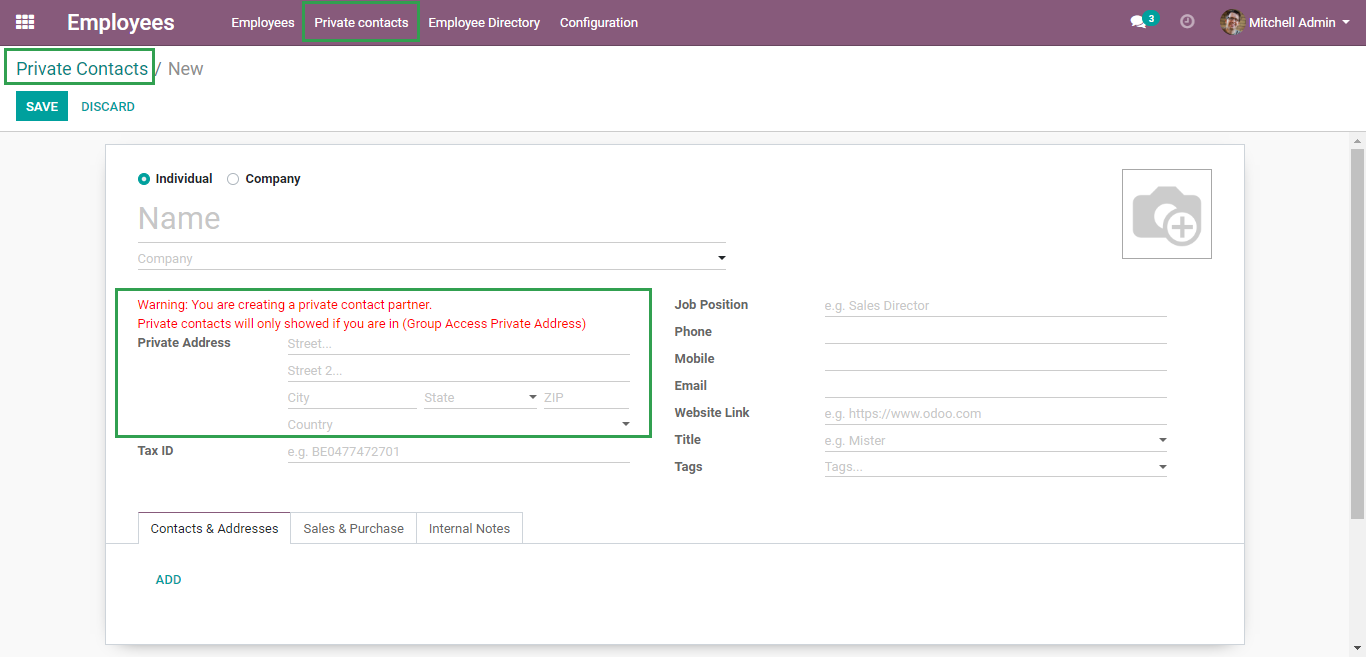 Employees Employees Private contacts Employee Directory Configuration 3 Mitchell Admin
Private Contacts / New
SAVE DISCARD
Individual Company
Name
Company
Warning: You are creating a private contact partner.
Private contacts will only showed if you are in (Group Access Private Address)
Private Address Street...
Street 2...
City State ZIP
Country
Tax ID e.g. BE0477472701
Job Position e.g. Sales Director
Phone
Mobile
Email
Website Link e.g. https://www.odoo.com
Title e.g. Mister
Tags Tags...
Contacts & Addresses Sales & Purchase Internal Notes
ADD